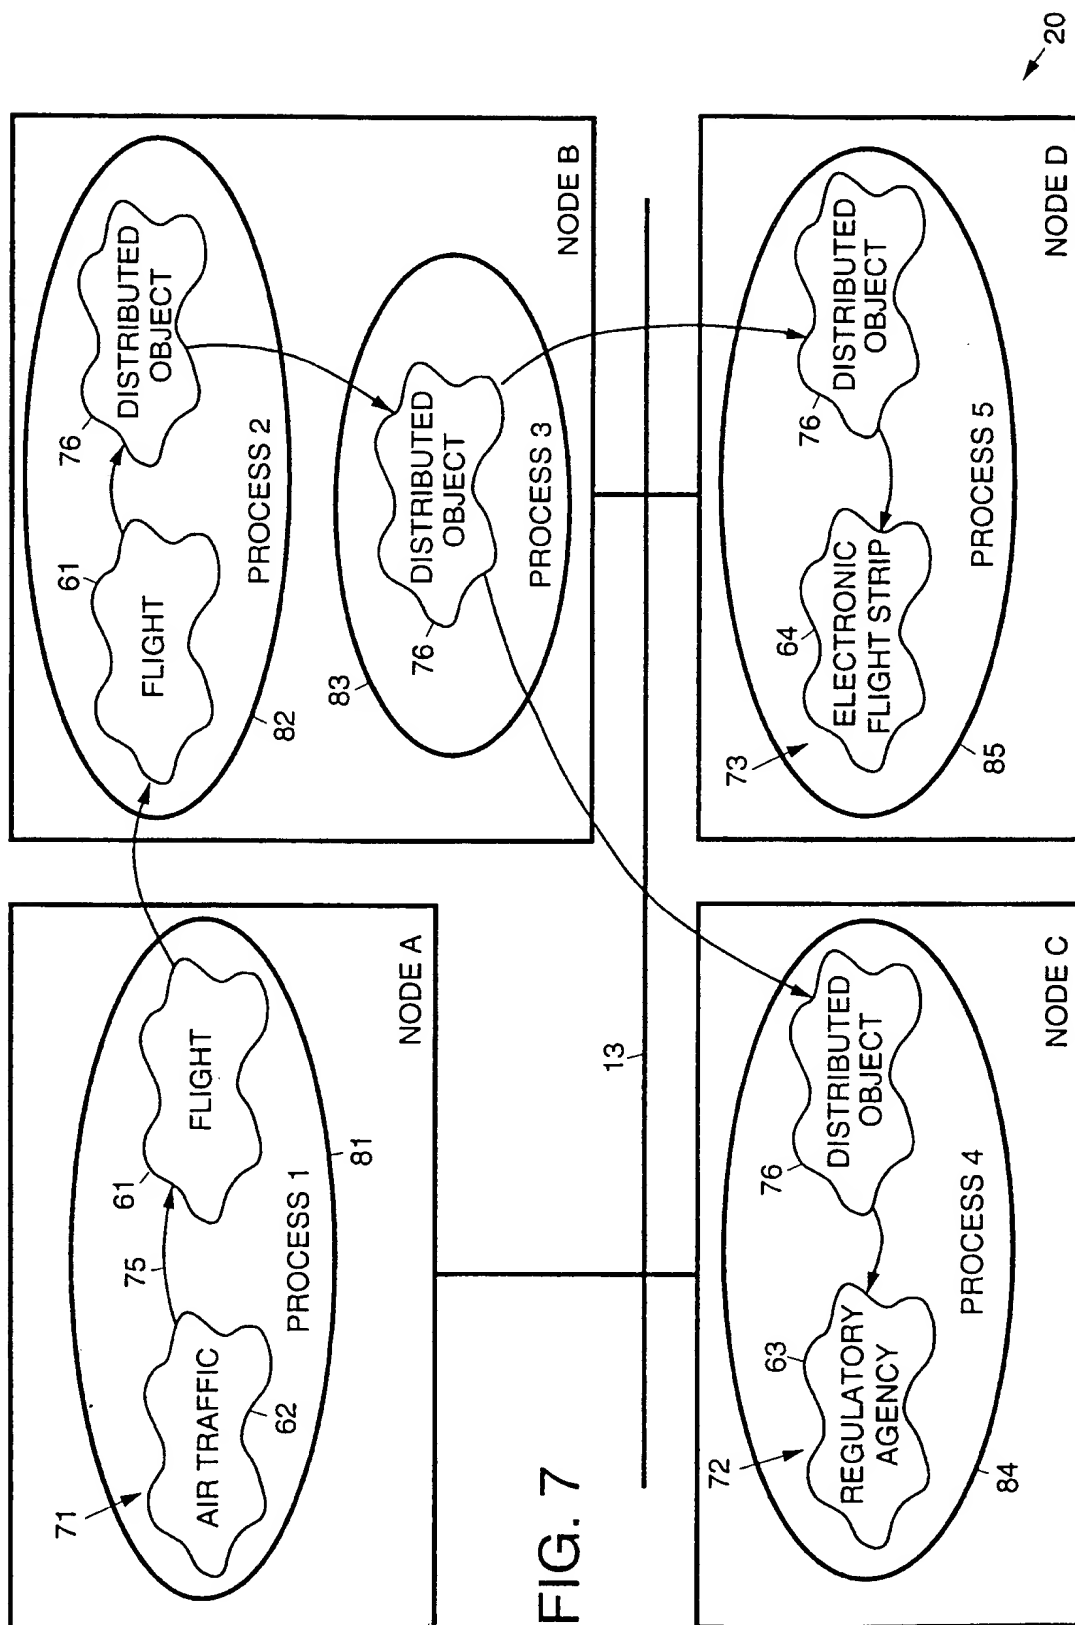 71
AIR TRAFFIC
62
75
61
FLIGHT
PROCESS 1
81
NODE A
61
FLIGHT
82
76
DISTRIBUTED
OBJECT
PROCESS 2
83
76
DISTRIBUTED
OBJECT
PROCESS 3
NODE B
FIG. 7
13
72
63
REGULATORY
AGENCY
84
76
DISTRIBUTED
OBJECT
PROCESS 4
NODE C
73
64
ELECTRONIC
FLIGHT STRIP
85
76
DISTRIBUTED
OBJECT
PROCESS 5
NODE D
20